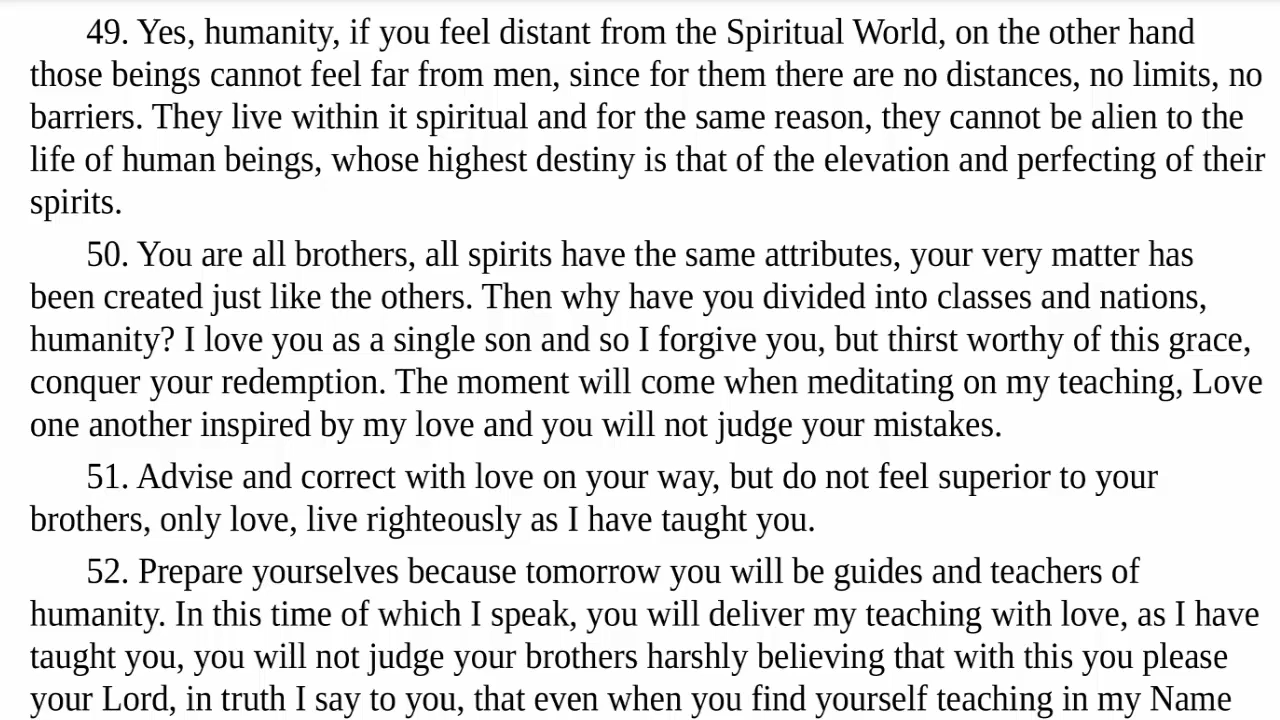 49. Yes, humanity, if you feel distant from the Spiritual World, on the other hand
those beings cannot feel far from men, since for them there are no distances, no limits, no
barriers. They live within it spiritual and for the same reason, they cannot be alien to the
life of human beings, whose highest destiny is that of the elevation and perfecting of their
spirits.
50. You are all brothers, all spirits have the same attributes, your very matter has
been created just like the others. Then why have you divided into classes and nations,
humanity? I love you as a single son and so I forgive you, but thirst worthy of this grace,
conquer your redemption. The moment will come when meditating on my teaching, Love
one another inspired by my love and you will not judge your mistakes.
51. Advise and correct with love on your way, but do not feel superior to your
brothers, only love, live righteously as I have taught you.
52. Prepare yourselves because tomorrow you will be guides and teachers of
humanity. In this time of which I speak, you will deliver my teaching with love, as I have
taught you, you will not judge your brothers harshly believing that with this you please
your Lord, in truth I say to you, that even when you find yourself teaching in my Name